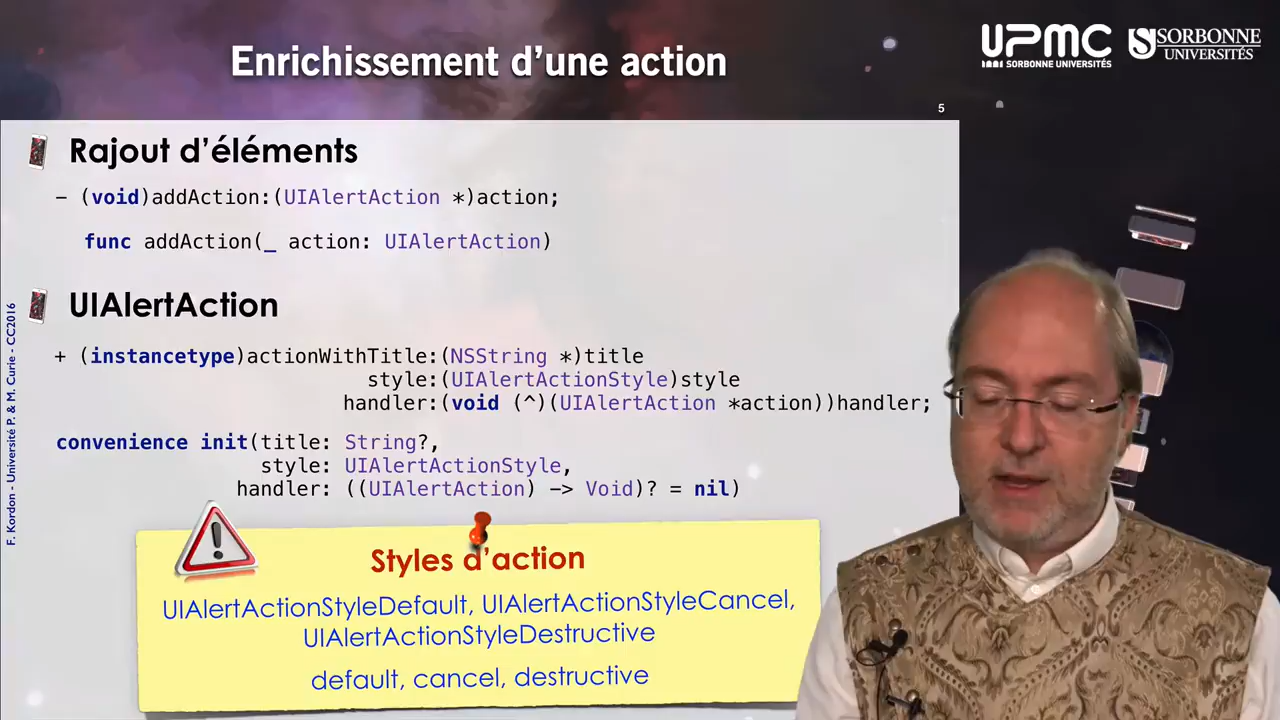 Enrichissement d'une action
UPMC
SORBONNE UNIVERSITÉS
SORBONNE
UNIVERSITÉS
5
Rajout d'éléments
– (void)addAction:(UIAlertAction *)action;
func addAction(_ action: UIAlertAction)
UIAlertAction
+ (instancetype)actionWithTitle:(NSString *)title
style:(UIAlertActionStyle)style
handler:(void (^)(UIAlertAction *action))handler;
convenience init(title: String?,
style: UIAlertActionStyle,
handler: ((UIAlertAction) –> Void)? = nil)
Styles d'action
UIAlertActionStyleDefault, UIAlertActionStyleCancel,
UIAlertActionStyleDestructive
default, cancel, destructive
F. Kordon - Université P. & M. Curie - CC2016